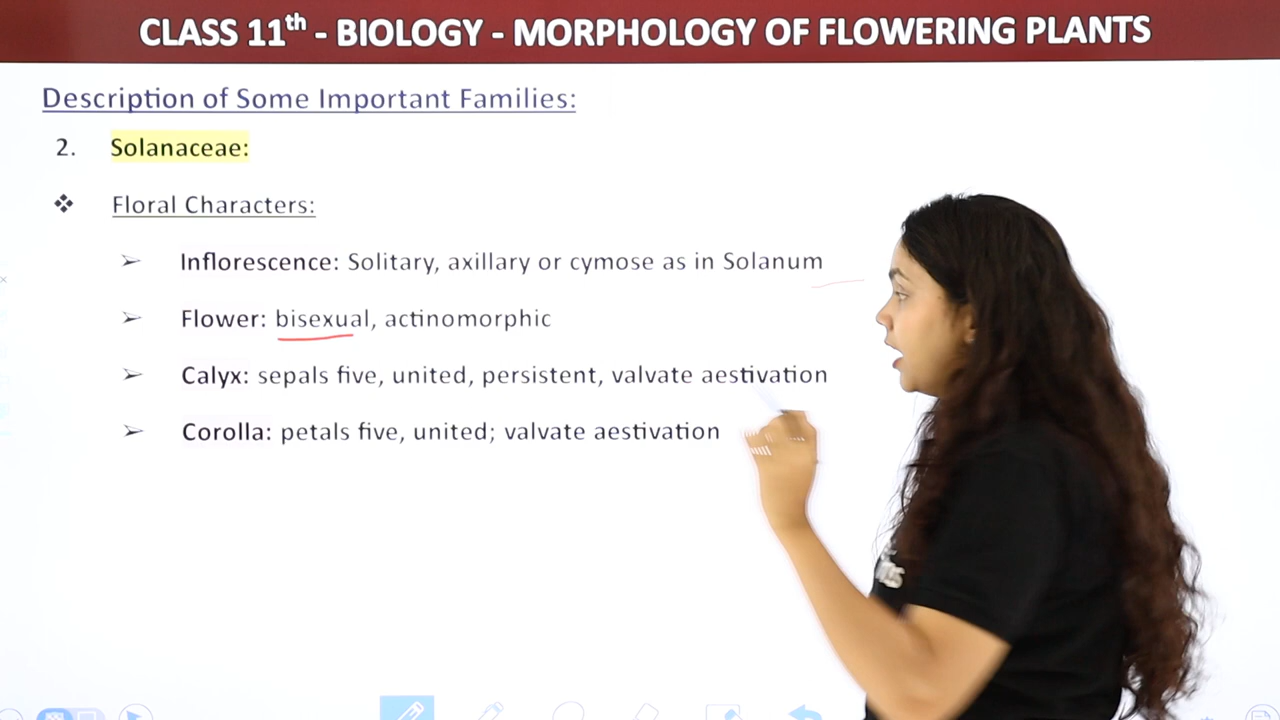 CLASS 11th - BIOLOGY - MORPHOLOGY OF FLOWERING PLANTS
Description of Some Important Families:
2. Solanaceae:
❖ Floral Characters:
➢ Inflorescence: Solitary, axillary or cymose as in Solanum
➢ Flower: bisexual, actinomorphic
➢ Calyx: sepals five, united, persistent, valvate aestivation
➢ Corolla: petals five, united; valvate aestivation